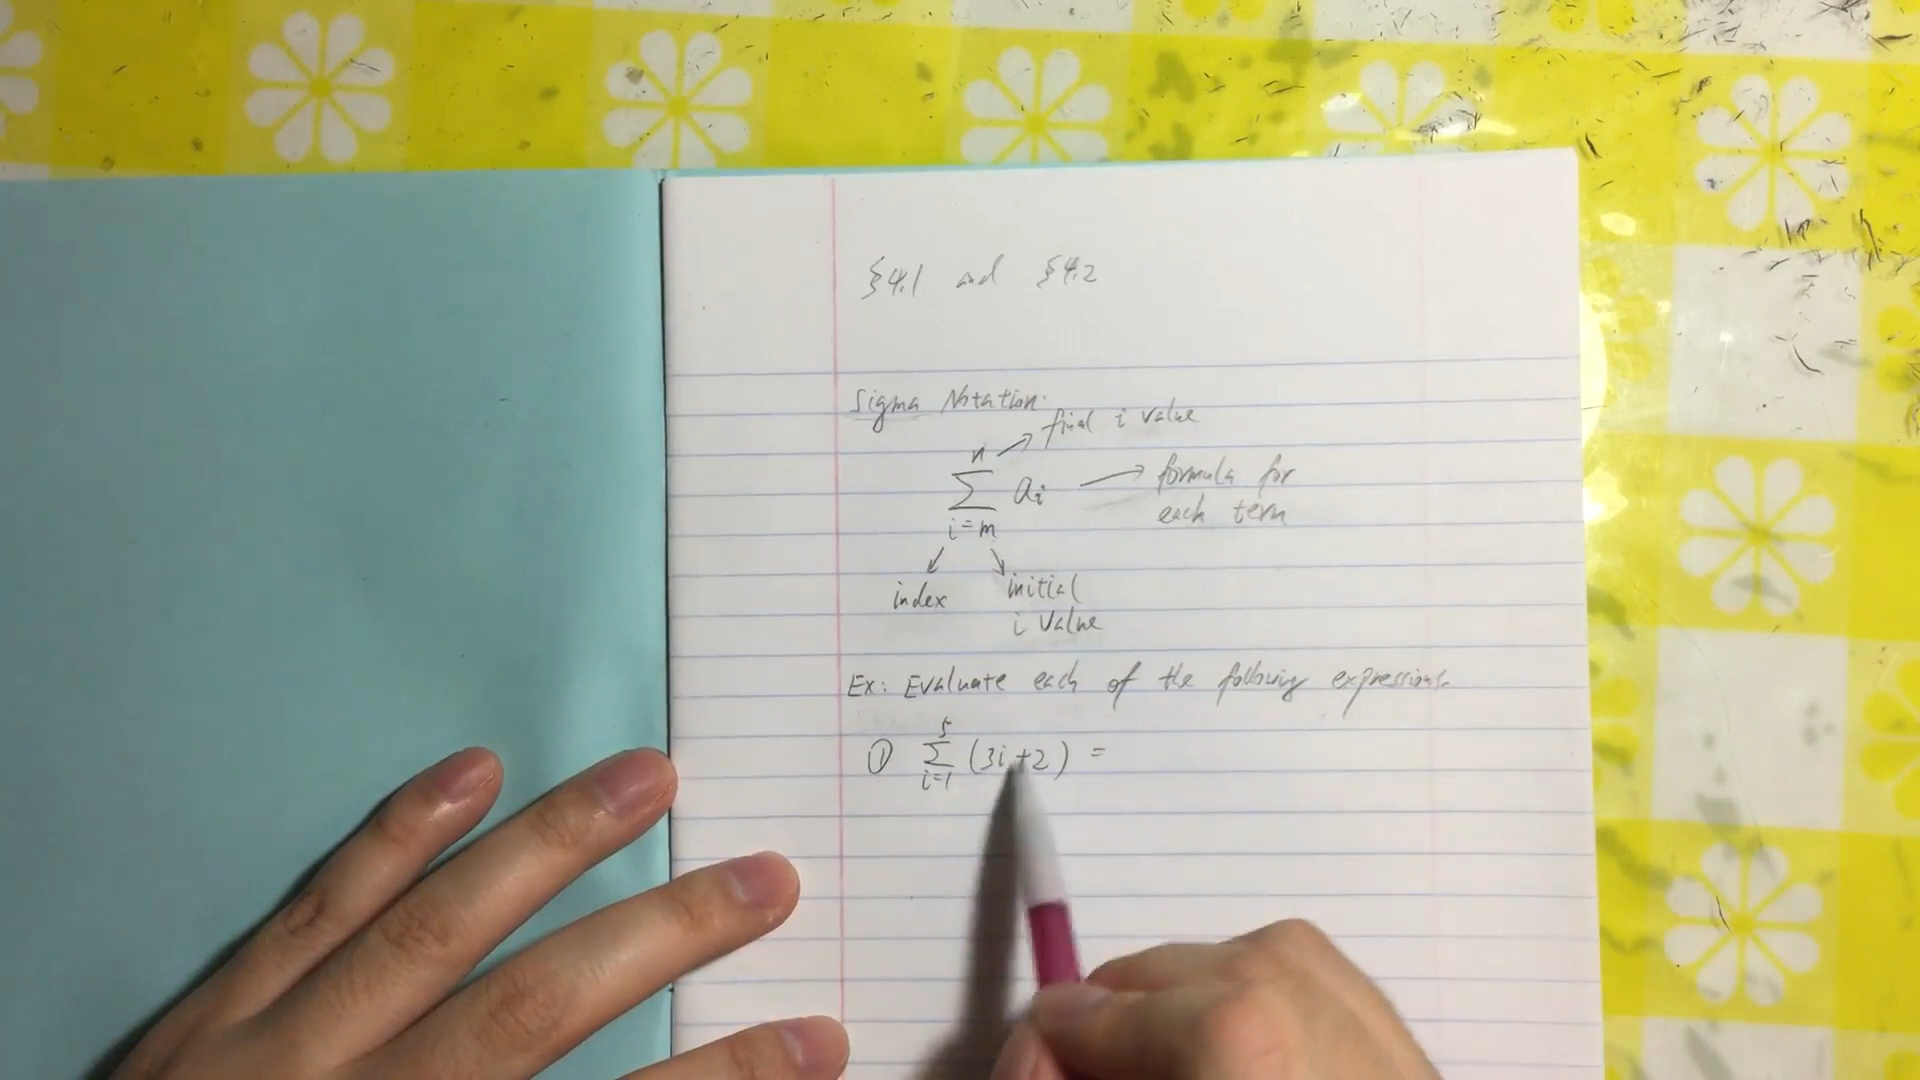 §4.1 and §4.2
Sigma Notation:
n → final i value
∑ aᵢ → formula for
each term
i=m
index initial
i value
Ex: Evaluate each of the following expressions.
5
① ∑ (3i+2) =
i=1